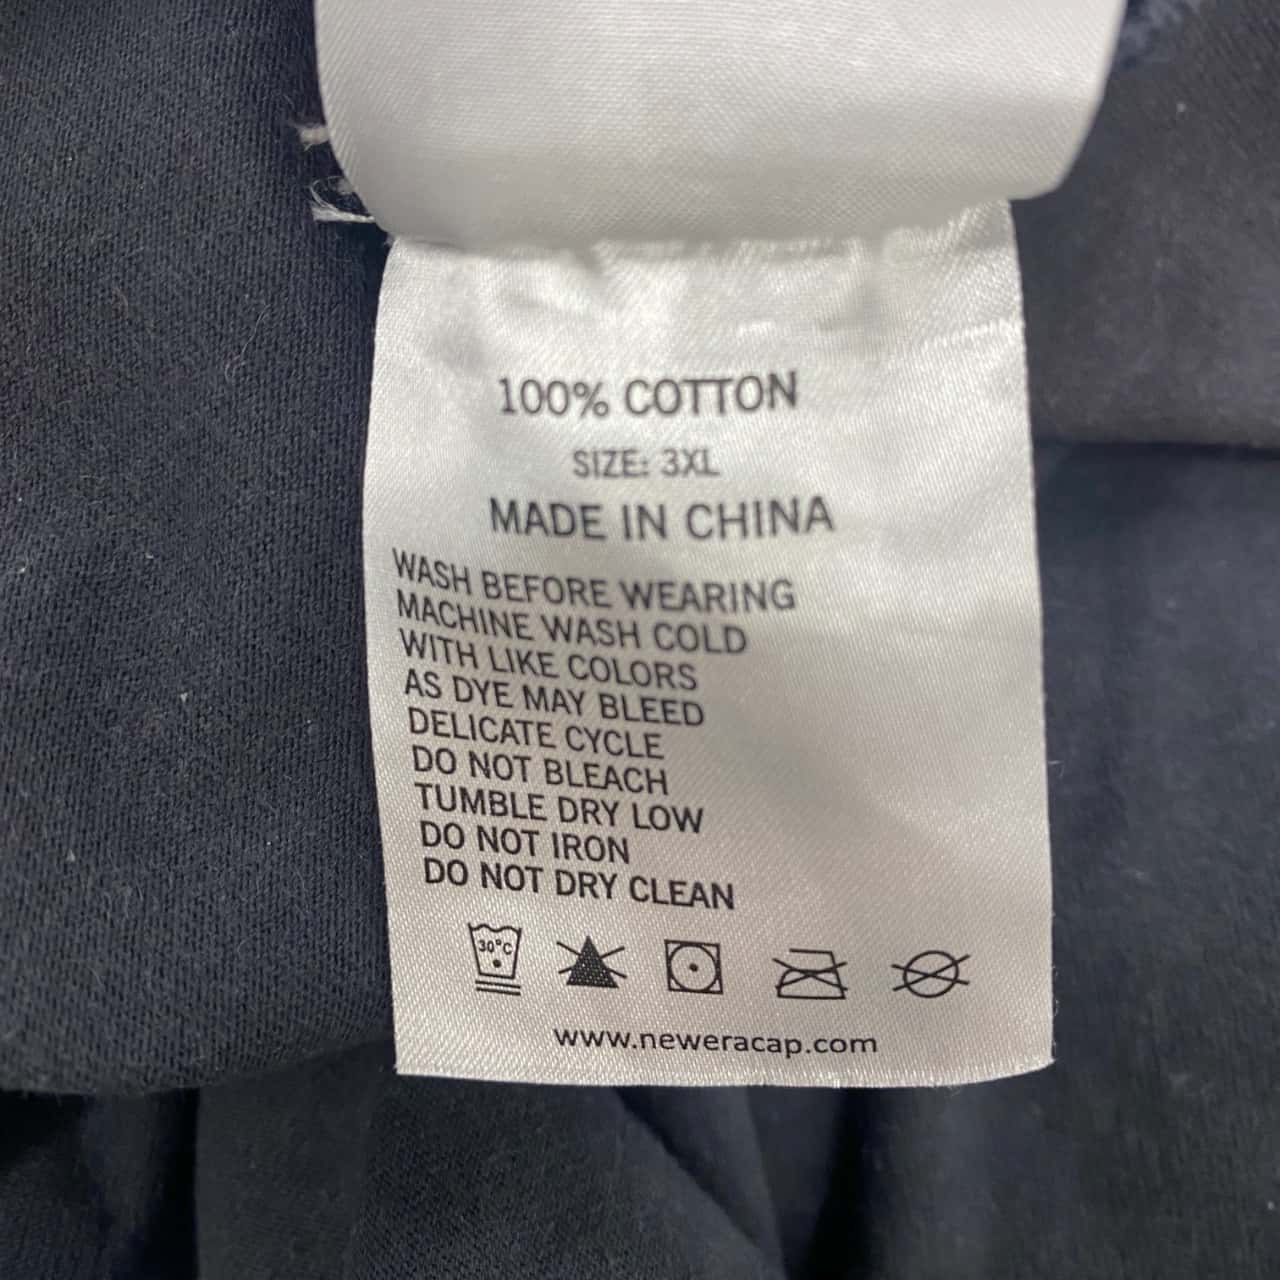 100% COTTON
SIZE: 3XL
MADE IN CHINA
WASH BEFORE WEARING
MACHINE WASH COLD
WITH LIKE COLORS
AS DYE MAY BLEED
DELICATE CYCLE
DO NOT BLEACH
TUMBLE DRY LOW
DO NOT IRON
DO NOT DRY CLEAN
30°C
www.neweracap.com